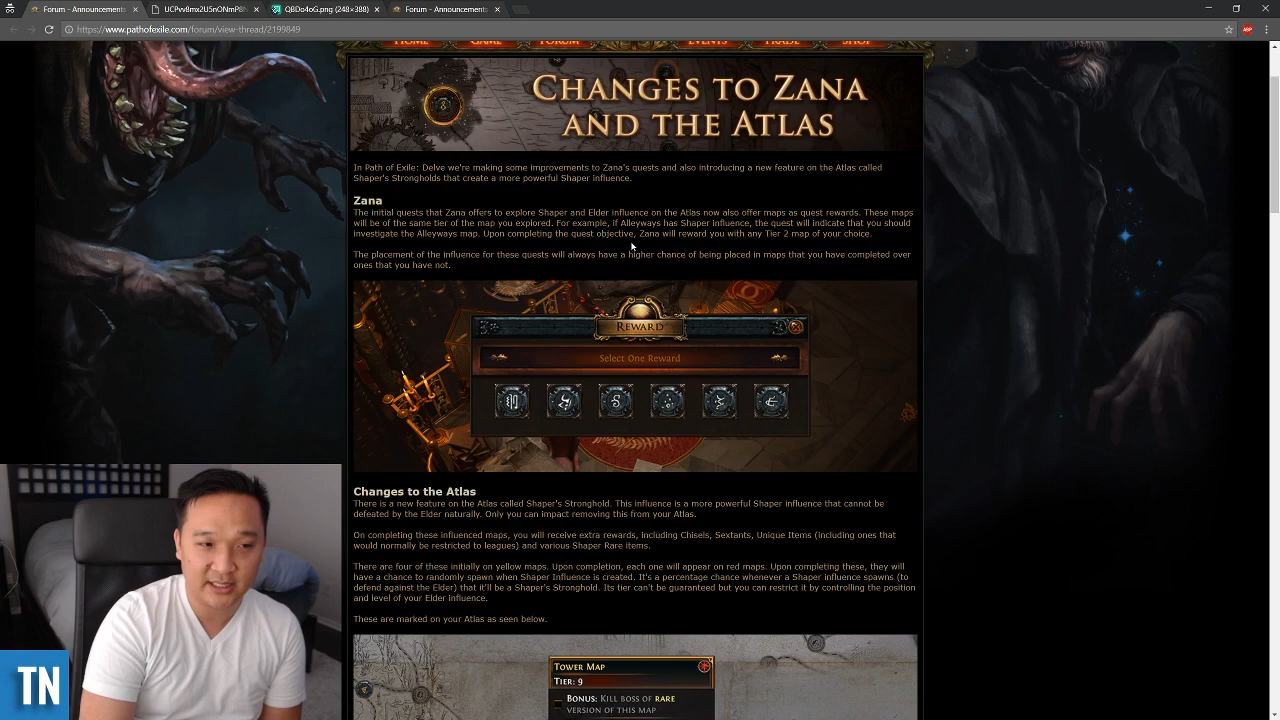 Forum - Announcements
UCPv8mz2U5nONmP8N
QBD4oG.png (248×388)
Forum - Announcements
https://www.pathofexile.com/forum/view-thread/2199849
HOME
GAME
FORUM
EVENTS
TRADE
SHOP
CHANGES TO ZANA
AND THE ATLAS
In Path of Exile: Delve we're making some improvements to Zana's quests and also introducing a new feature on the Atlas called
Shaper's Strongholds that create a more powerful Shaper influence.
Zana
The initial quests that Zana offers to explore Shaper and Elder influence on the Atlas now also offer maps as quest rewards. These maps
will be of the same tier of the map you explored. For example, if Alleyways has Shaper influence, the quest will indicate that you should
investigate the Alleyways map. Upon completing the quest objective, Zana will reward you with any Tier 2 map of your choice.
The placement of the influence for these quests will always have a higher chance of being placed in maps that you have completed over
ones that you have not.
REWARD
Select One Reward
Changes to the Atlas
There is a new feature on the Atlas called Shaper's Stronghold. This influence is a more powerful Shaper influence that cannot be
defeated by the Elder naturally. Only you can impact removing this from your Atlas.
On completing these influenced maps, you will receive extra rewards, including Chisels, Sextants, Unique Items (including ones that
would normally be restricted to leagues) and various Shaper Rare items.
There are four of these initially on yellow maps. Upon completion, each one will appear on red maps. Upon completing these, they will
have a chance to randomly spawn when Shaper Influence is created. It's a percentage chance whenever a Shaper influence spawns (to
defend against the Elder) that it'll be a Shaper's Stronghold. Its tier can't be guaranteed but you can restrict it by controlling the position
and level of your Elder influence.
These are marked on your Atlas as seen below.
TOWER MAP
TIER: 9
BONUS: KILL BOSS OF RARE
VERSION OF THIS MAP
TN